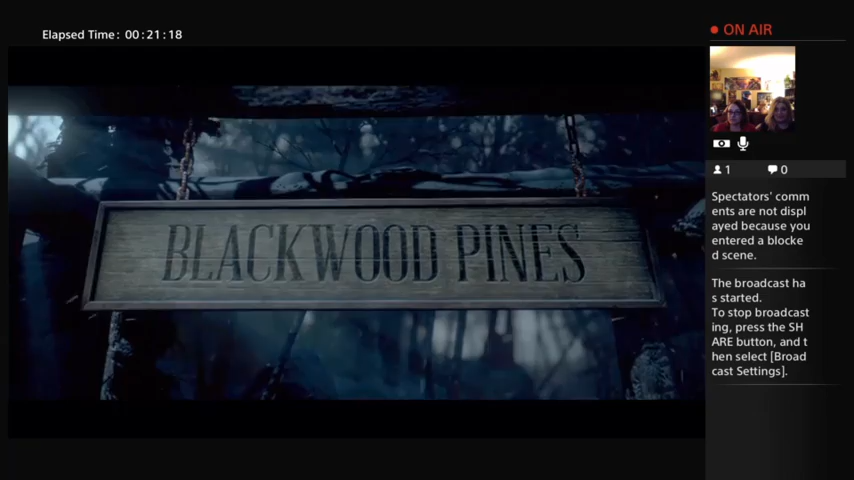 Elapsed Time: 00:21:18
ON AIR
BLACKWOOD PINES
1 0
Spectators' comm
ents are not displ
ayed because you
entered a blocke
d scene.
The broadcast ha
s started.
To stop broadcast
ing, press the SH
ARE button, and t
hen select [Broad
cast Settings].